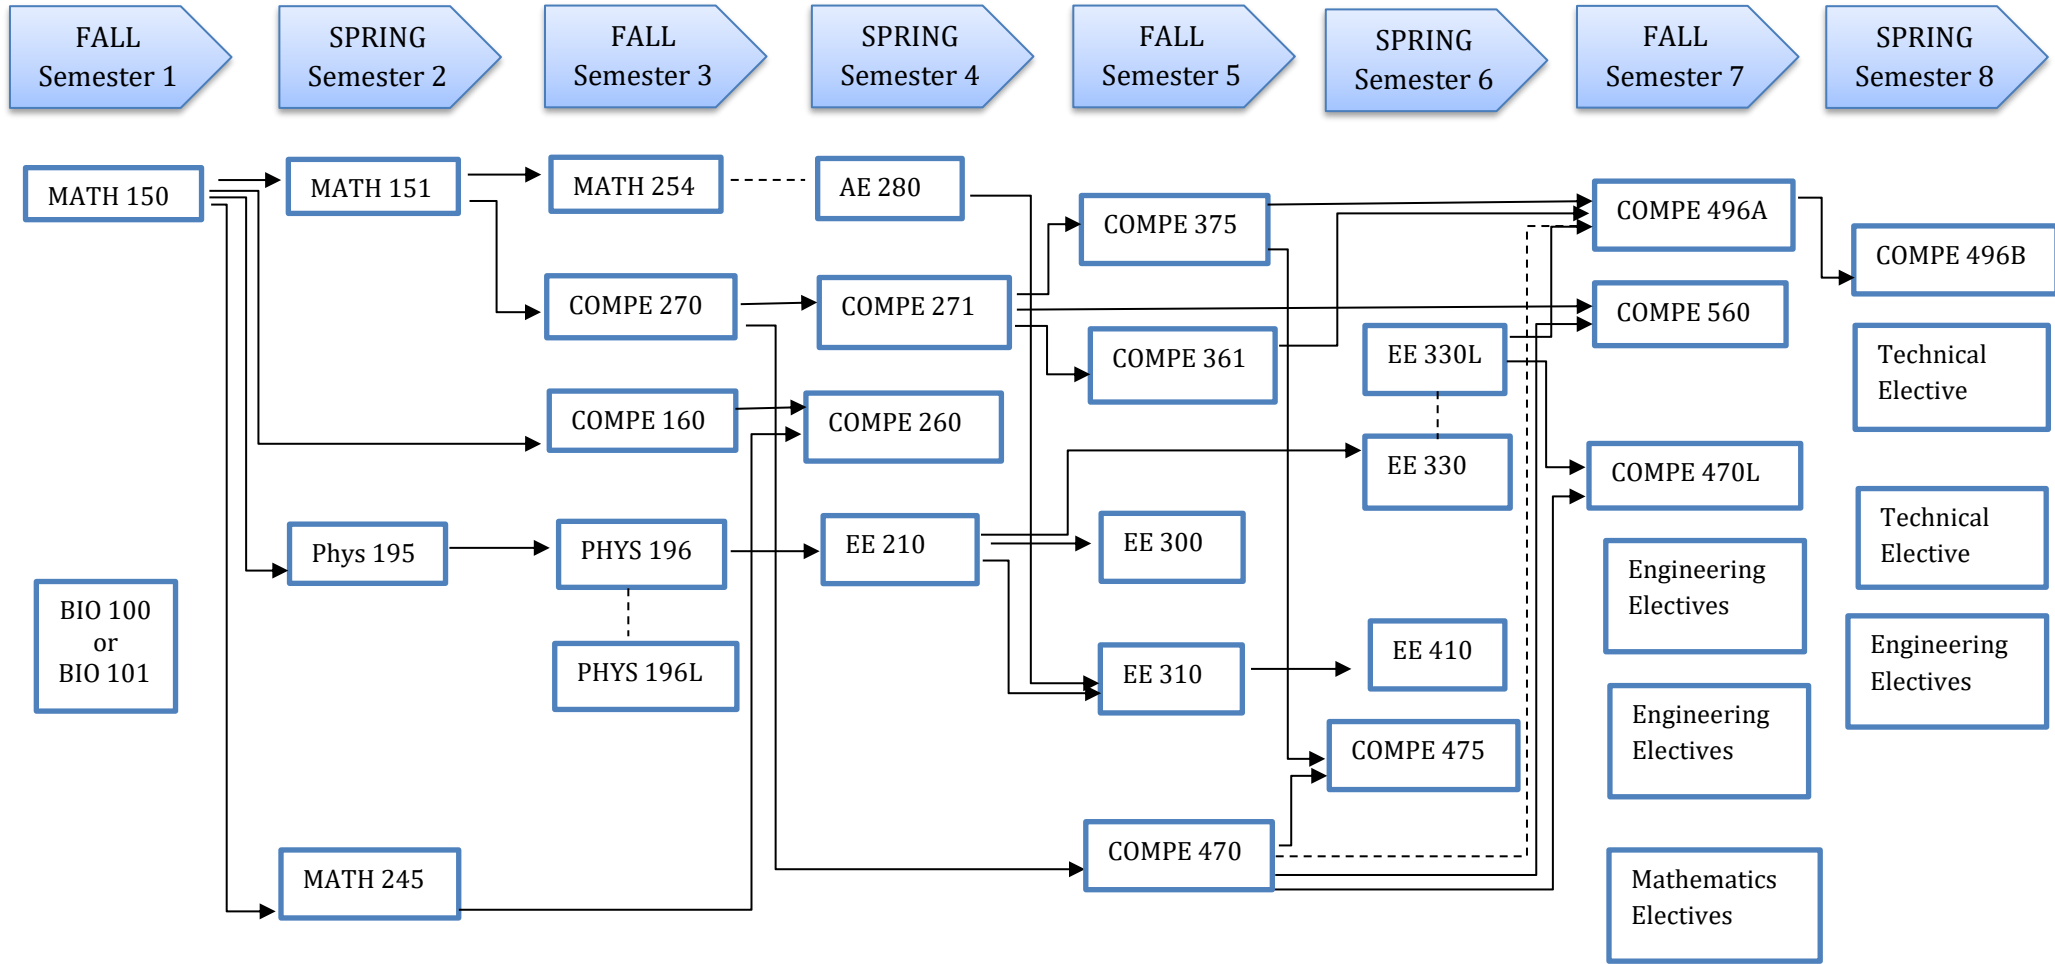 FALL
Semester 1
SPRING
Semester 2
FALL
Semester 3
SPRING
Semester 4
FALL
Semester 5
SPRING
Semester 6
FALL
Semester 7
SPRING
Semester 8
MATH 150
BIO 100
or
BIO 101
MATH 151
Phys 195
MATH 245
MATH 254
COMPE 270
COMPE 160
PHYS 196
PHYS 196L
AE 280
COMPE 271
COMPE 260
EE 210
COMPE 375
COMPE 361
EE 300
EE 310
COMPE 470
EE 330L
EE 330
EE 410
COMPE 475
COMPE 496A
COMPE 560
COMPE 470L
Engineering
Electives
Engineering
Electives
Mathematics
Electives
COMPE 496B
Technical
Elective
Technical
Elective
Engineering
Electives